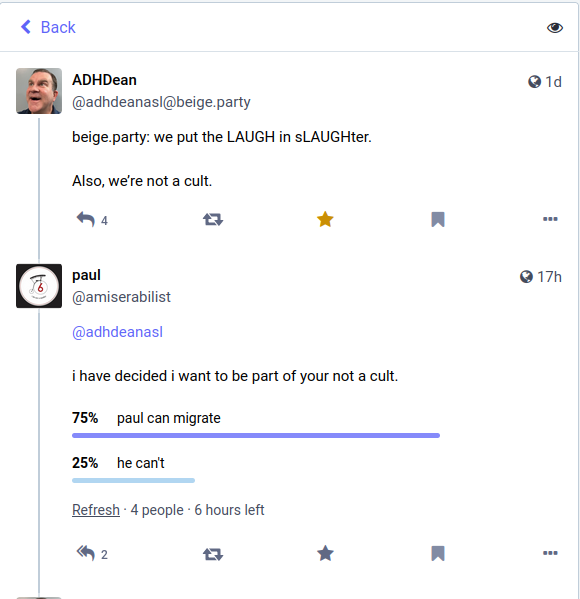 Back
ADHDean
1d
@adhdeanasl@beige.party
beige.party: we put the LAUGH in sLAUGHter.
Also, we’re not a cult.
4
paul
17h
@amiserabilist
6
@adhdeanasl
i have decided i want to be part of your not a cult.
75% paul can migrate
25% he can't
Refresh · 4 people · 6 hours left
2